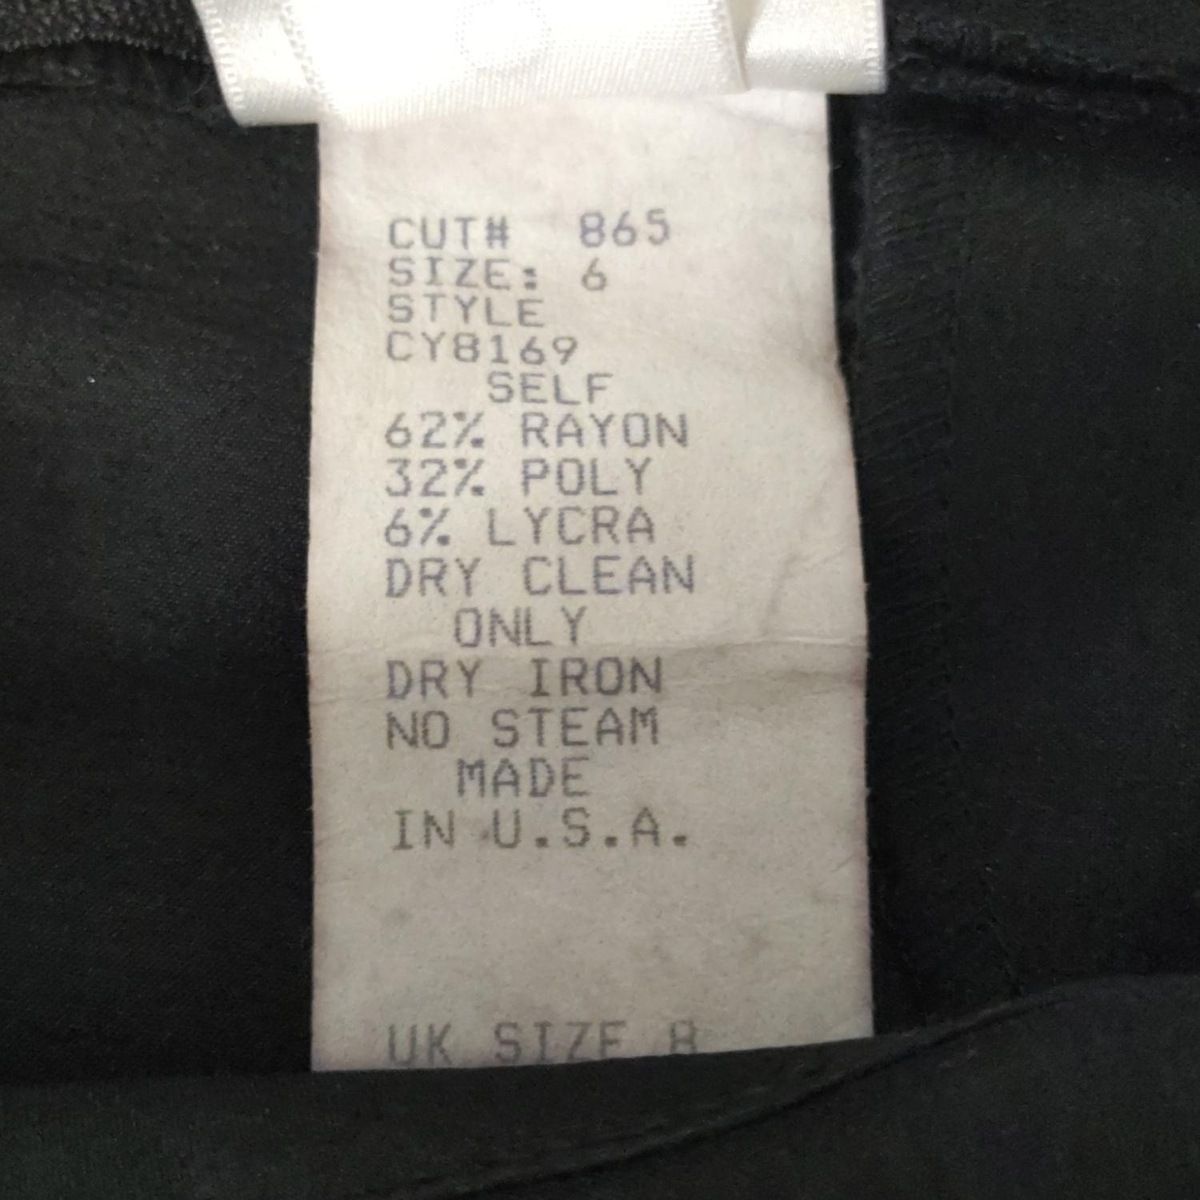 CUT# 865
SIZE: 6
STYLE
CY8169
SELF
62% RAYON
32% POLY
6% LYCRA
DRY CLEAN
ONLY
DRY IRON
NO STEAM
MADE
IN U.S.A.
UK SIZE 8